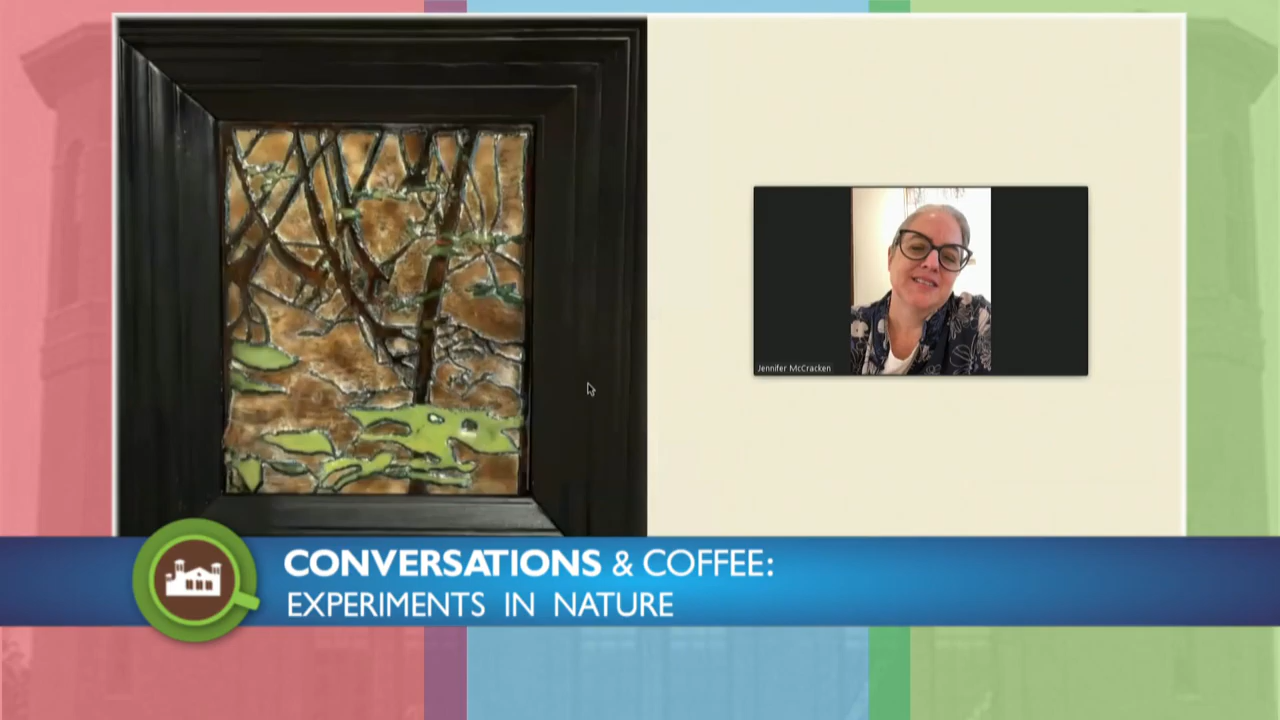 Jennifer McCracken
CONVERSATIONS & COFFEE:
EXPERIMENTS IN NATURE